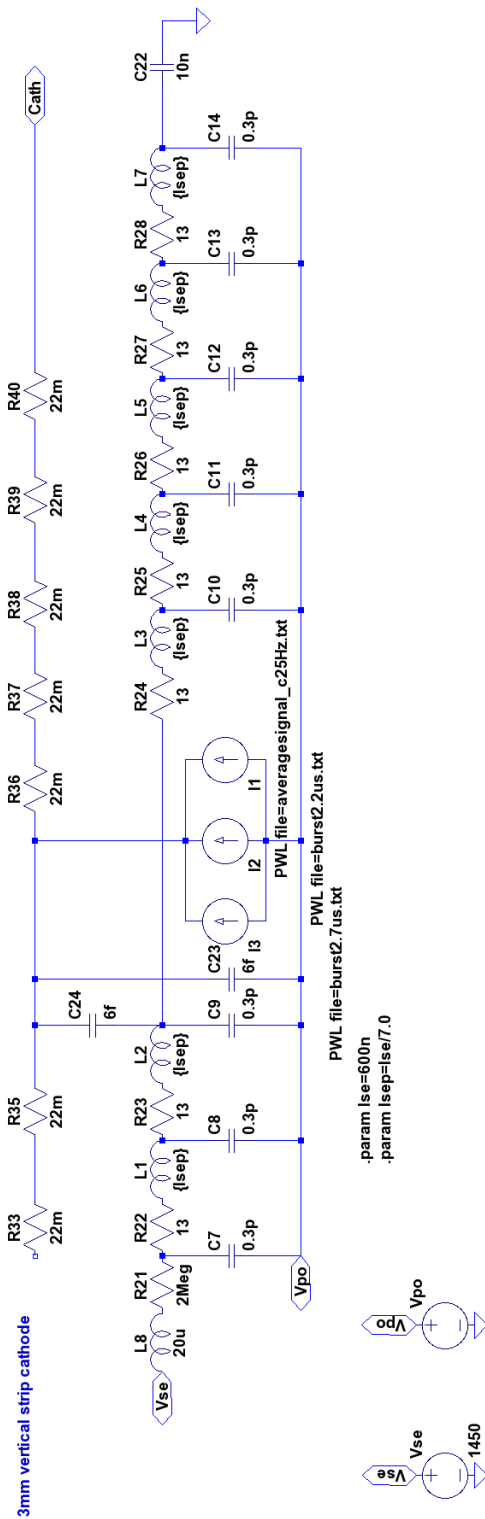 3mm vertical strip cathode
R33
22m
R35
22m
R36
22m
R37
22m
R38
22m
R39
22m
R40
22m
Cath
C24
6f
Vse
L8
20u
R21
2Meg
R22
13
L1
{lsep}
R23
13
L2
{lsep}
R24
13
L3
{lsep}
R25
13
L4
{lsep}
R26
13
L5
{lsep}
R27
13
L6
{lsep}
R28
13
L7
{lsep}
C22
10n
C7
0.3p
C8
0.3p
C9
0.3p
C23
6f
I3
I2
I1
C10
0.3p
C11
0.3p
C12
0.3p
C13
0.3p
C14
0.3p
Vpo
PWL file=averagesignal_c25Hz.txt
PWL file=burst2.2us.txt
PWL file=burst2.7us.txt
.param lse=600n
.param lsep=lse/7.0
Vse
Vse
1450
Vpo
Vpo